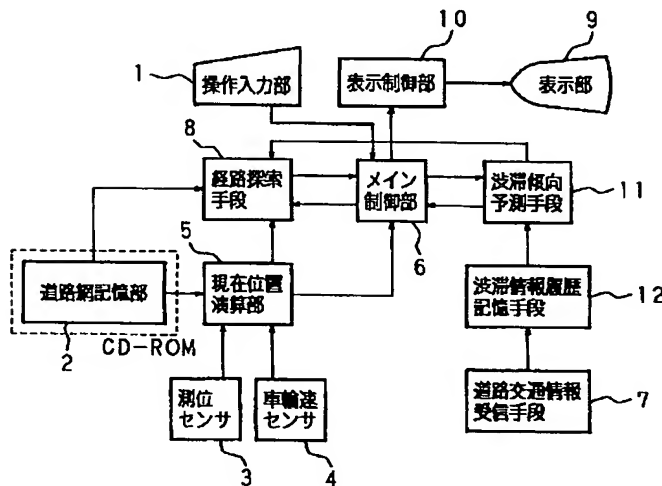 10
9
1
操作入力部
表示制御部
表示部
8
経路探索
手段
メイン
制御部
渋滞傾向
予測手段
11
6
5
道路網記憶部
現在位置
演算部
渋滞情報履歴
記憶手段
12
2
CD-ROM
測位
センサ
車輪速
センサ
道路交通情報
受信手段
7
3
4